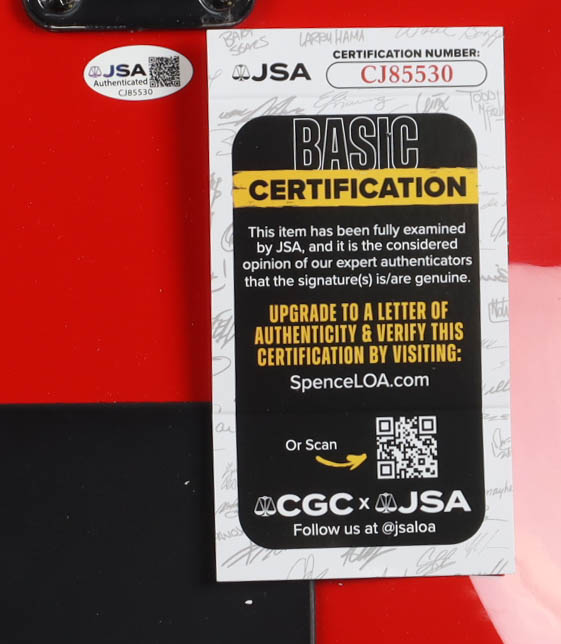 JSA
Authenticated
CJ85530
LARRY HAMA
JSA
CERTIFICATION NUMBER:
CJ85530
BASIC
CERTIFICATION
This item has been fully examined
by JSA, and it is the considered
opinion of our expert authenticators
that the signature(s) is/are genuine.
UPGRADE TO A LETTER OF
AUTHENTICITY & VERIFY THIS
CERTIFICATION BY VISITING:
SpenceLOA.com
Or Scan
CGC x JSA
Follow us at @jsaloa